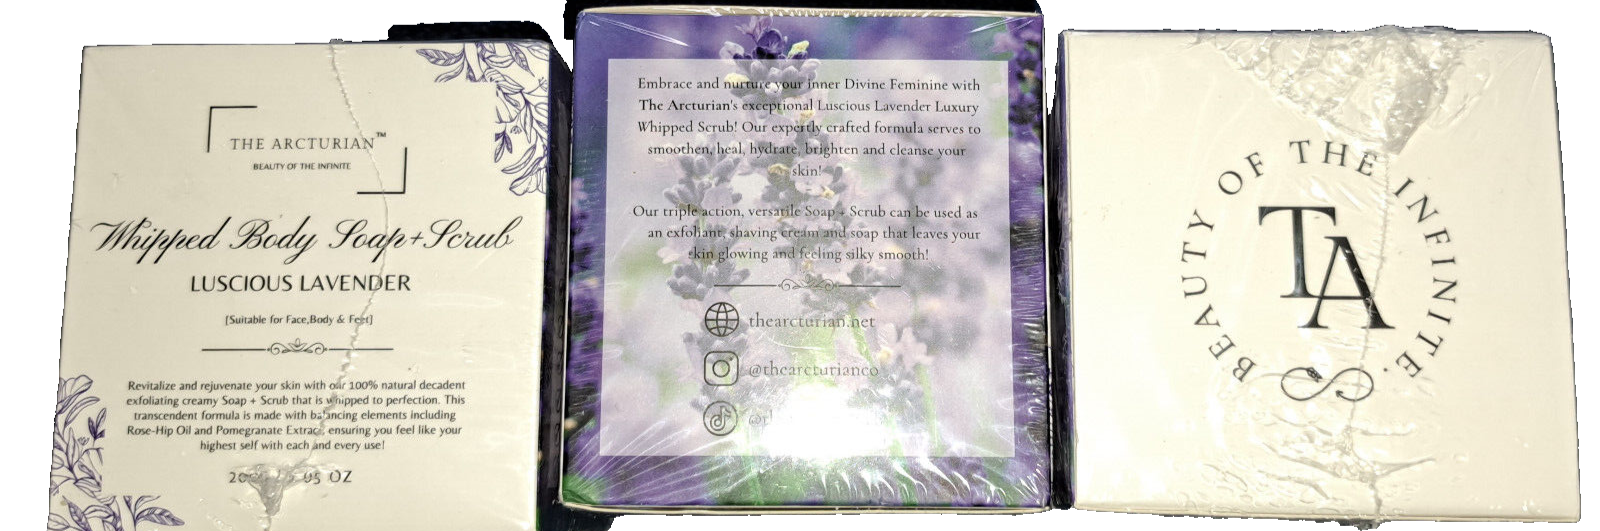 THE ARCTURIAN™
BEAUTY OF THE INFINITE
Whipped Body Soap+Scrub
LUSCIOUS LAVENDER
[Suitable for Face,Body & Feet]
Revitalize and rejuvenate your skin with our 100% natural decadent
exfoliating creamy Soap + Scrub that is whipped to perfection. This
transcendent formula is made with balancing elements including
Rose-Hip Oil and Pomegranate Extract ensuring you feel like your
highest self with each and every use!
OZ
Embrace and nurture your inner Divine Feminine with
The Arcturian's exceptional Luscious Lavender Luxury
Whipped Scrub! Our expertly crafted formula serves to
smoothen, heal, hydrate, brighten and cleanse your
skin!
Our triple action, versatile Soap + Scrub can be used as
an exfoliant, shaving cream and soap that leaves your
skin glowing and feeling silky smooth!
thearcturian.net
@thearcturianco
BEAUTY OF THE INFINITE.
TA